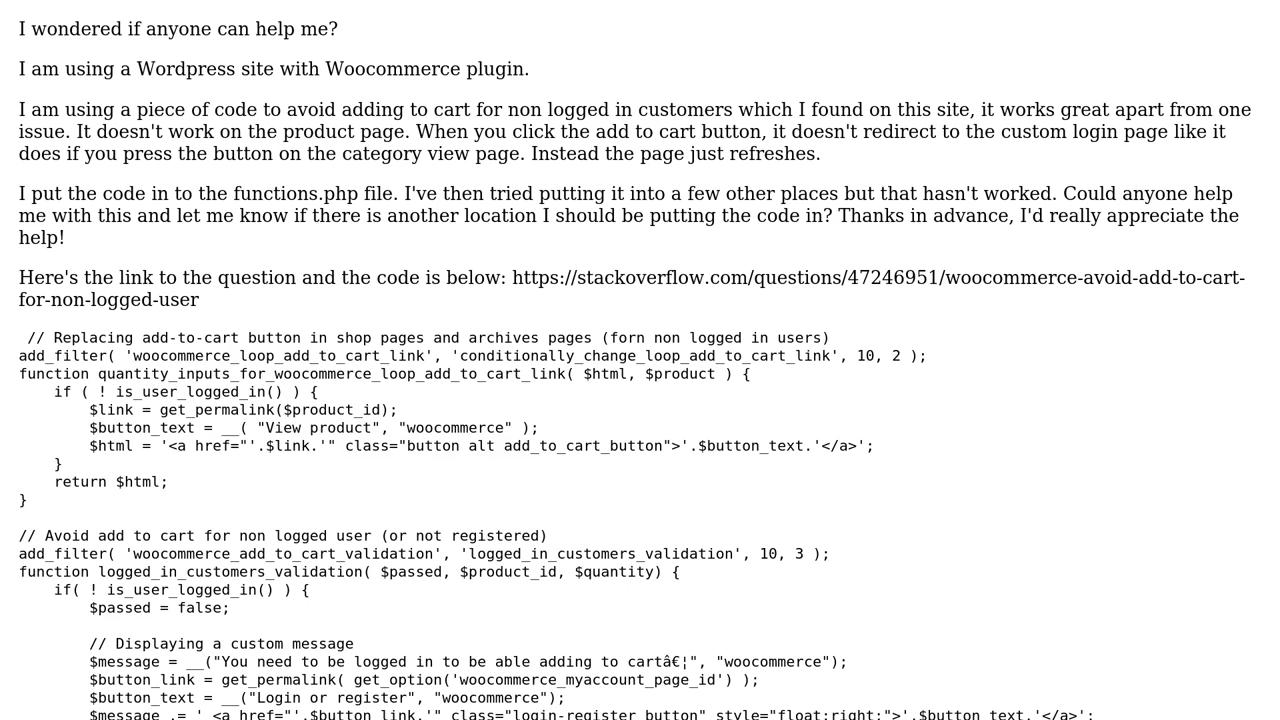 I wondered if anyone can help me?
I am using a Wordpress site with Woocommerce plugin.
I am using a piece of code to avoid adding to cart for non logged in customers which I found on this site, it works great apart from one
issue. It doesn't work on the product page. When you click the add to cart button, it doesn't redirect to the custom login page like it
does if you press the button on the category view page. Instead the page just refreshes.
I put the code in to the functions.php file. I've then tried putting it into a few other places but that hasn't worked. Could anyone help
me with this and let me know if there is another location I should be putting the code in? Thanks in advance, I'd really appreciate the
help!
Here's the link to the question and the code is below: https://stackoverflow.com/questions/47246951/woocommerce-avoid-add-to-cart-
for-non-logged-user
// Replacing add-to-cart button in shop pages and archives pages (forn non logged in users)
add_filter( 'woocommerce_loop_add_to_cart_link', 'conditionally_change_loop_add_to_cart_link', 10, 2 );
function quantity_inputs_for_woocommerce_loop_add_to_cart_link( $html, $product ) {
    if ( ! is_user_logged_in() ) {
        $link = get_permalink($product_id);
        $button_text = __( "View product", "woocommerce" );
        $html = '<a href="'.$link.'" class="button alt add_to_cart_button">'.$button_text.'</a>';
    }
    return $html;
}
// Avoid add to cart for non logged user (or not registered)
add_filter( 'woocommerce_add_to_cart_validation', 'logged_in_customers_validation', 10, 3 );
function logged_in_customers_validation( $passed, $product_id, $quantity) {
    if( ! is_user_logged_in() ) {
        $passed = false;
        // Displaying a custom message
        $message = __("You need to be logged in to be able adding to cartâ€¦", "woocommerce");
        $button_link = get_permalink( get_option('woocommerce_myaccount_page_id') );
        $button_text = __("Login or register", "woocommerce");
        $message .= ' <a href="'.$button_link.'" class="login-register button" style="float:right;">'.$button_text.'</a>';